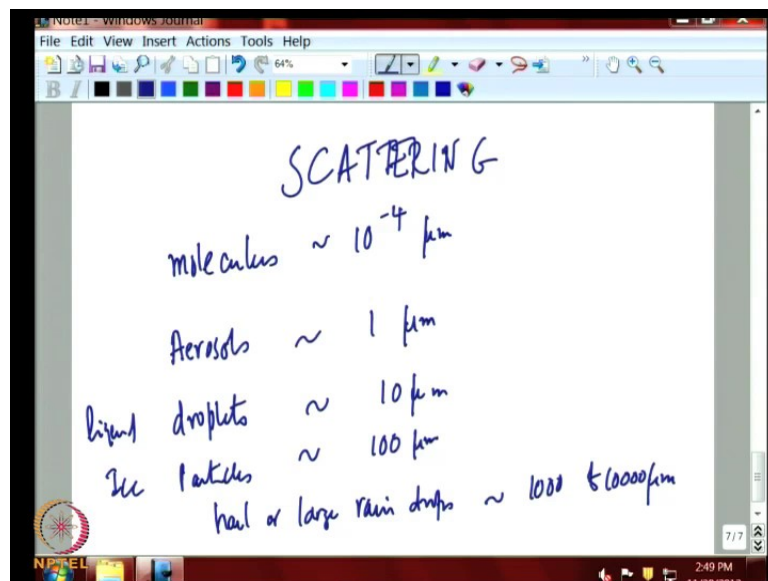 Note1 - Windows Journal
File Edit View Insert Actions Tools Help
64%
B I
SCATTERING
molecules ~ 10⁻⁴ μm
Aerosols ~ 1 μm
liquid droplets ~ 10 μm
Ice Particles ~ 100 μm
hail or large rain drops ~ 1000 to 10000 μm
7/7
NPTEL
2:49 PM